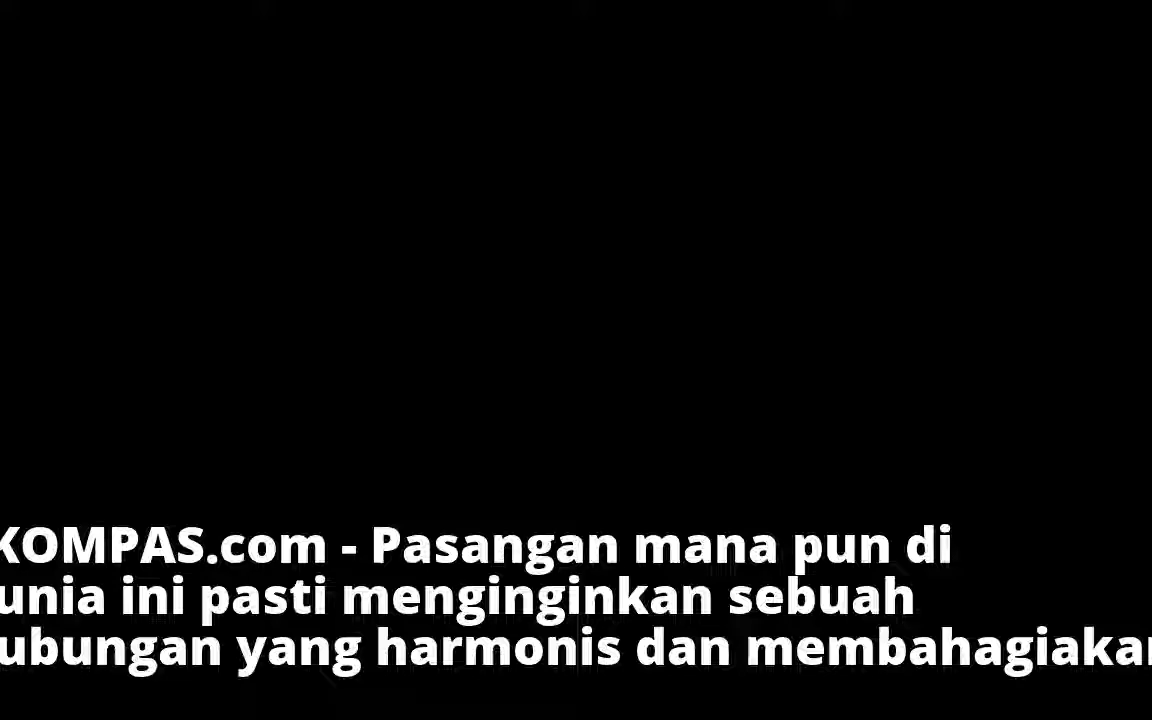 KOMPAS.com - Pasangan mana pun di
unia ini pasti menginginkan sebuah
ubungan yang harmonis dan membahagiakan